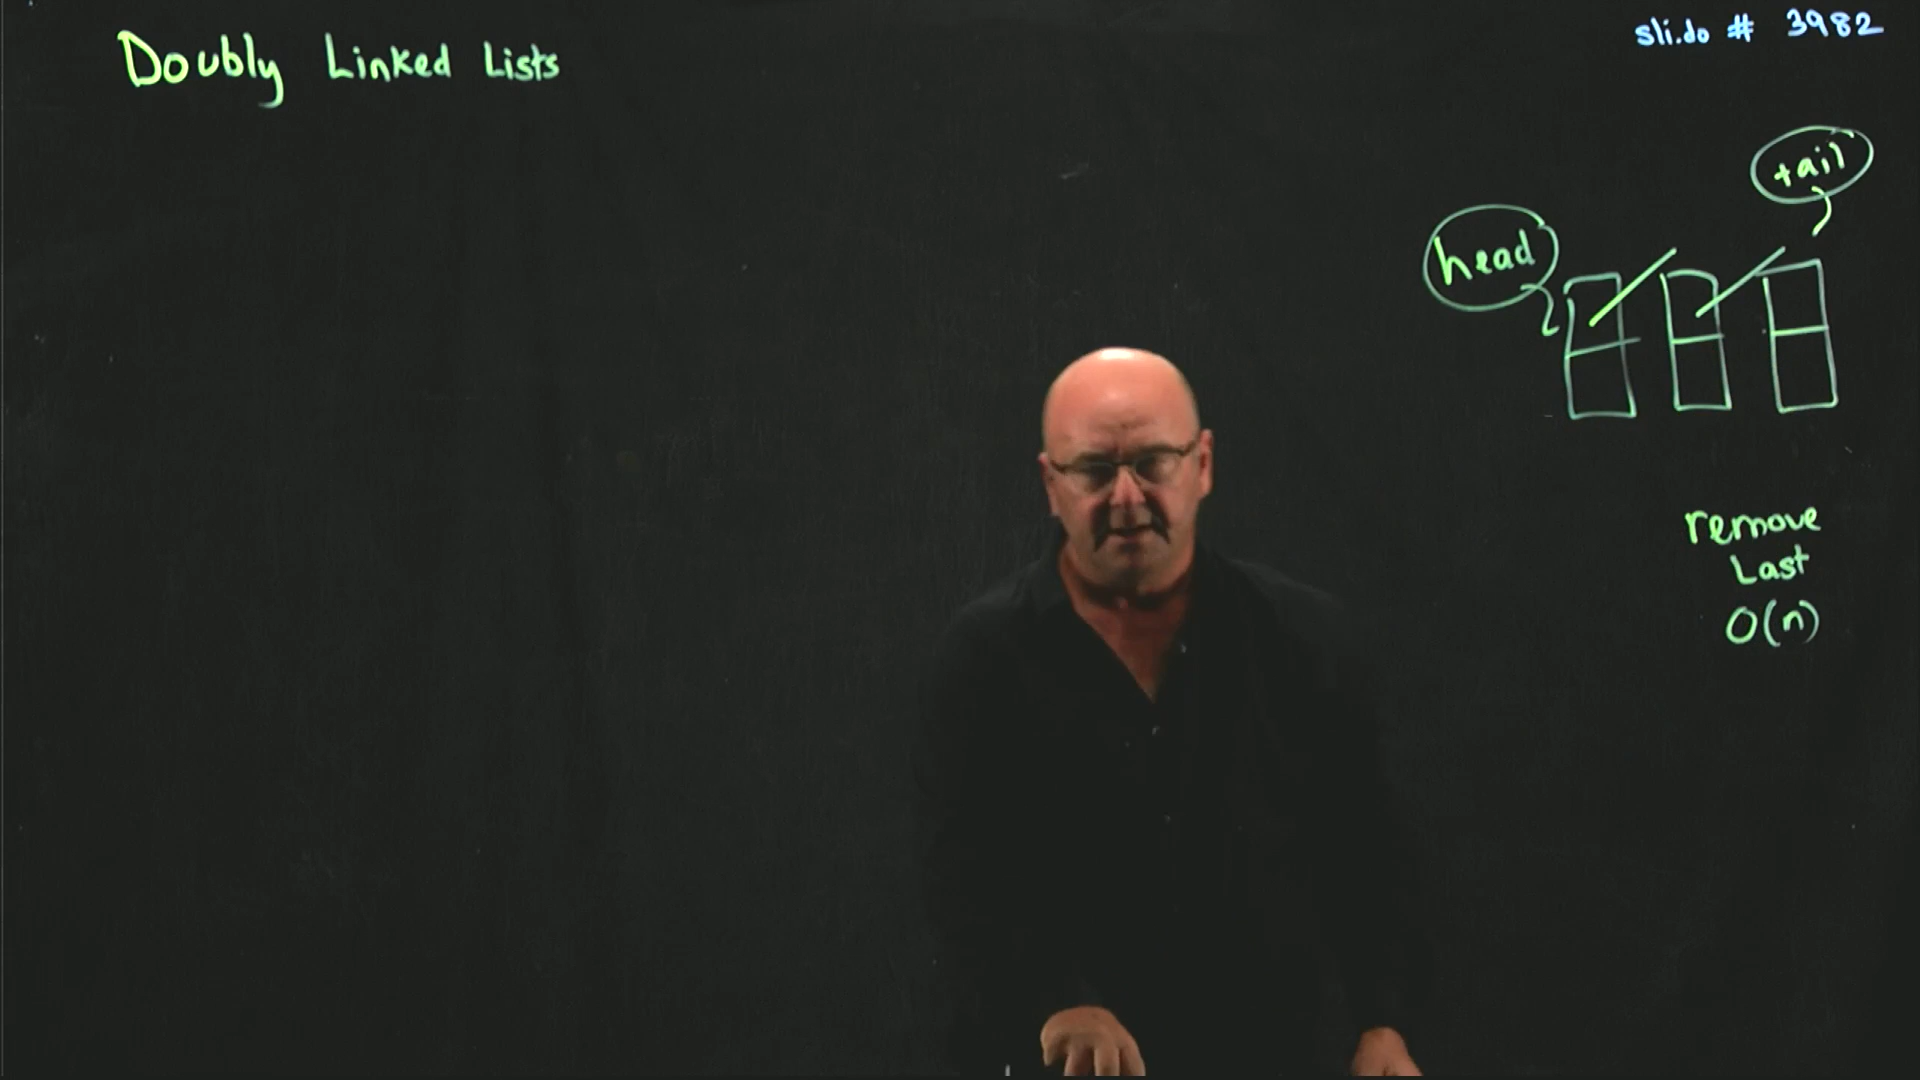 Doubly Linked Lists
sli.do # 3982
tail
head
remove
Last
O(n)